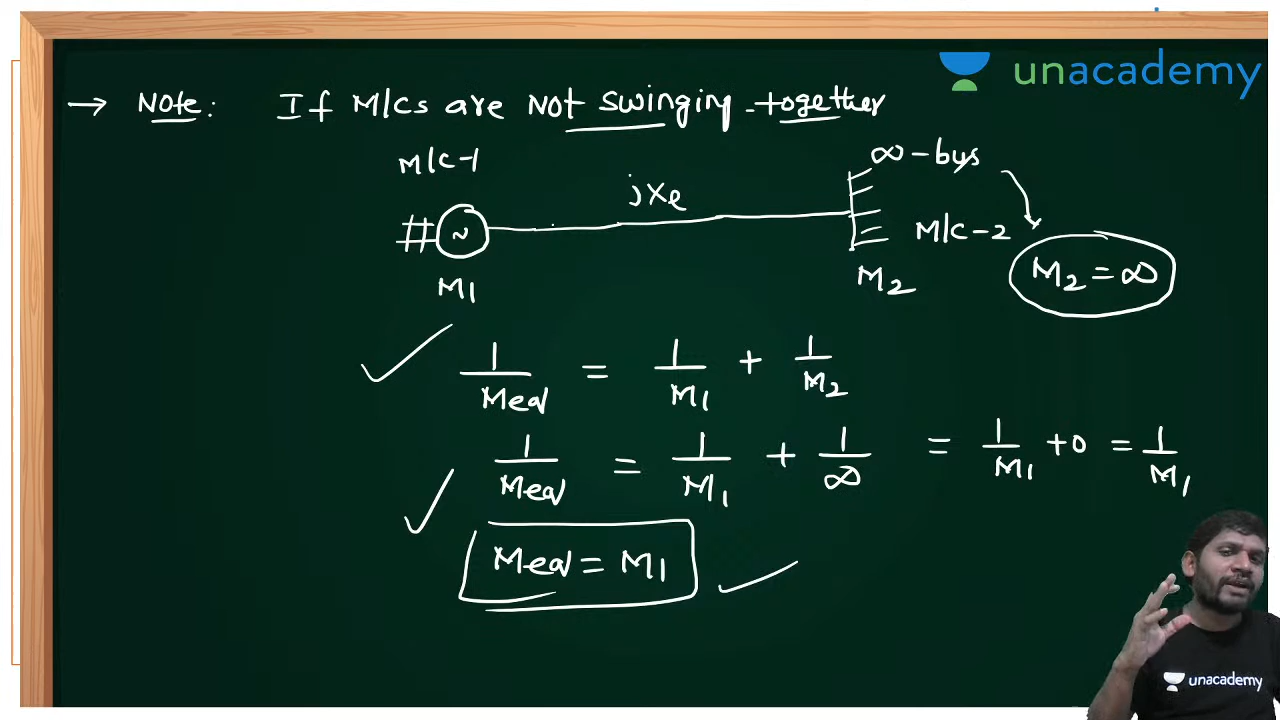 unacademy
→ Note: If M/Cs are Not swinging together
M/C-1
∞-bys
jXe
#
~
M/C-2
M1
M2
M2 = ∞
1/Meq = 1/M1 + 1/M2
1/Meq = 1/M1 + 1/∞ = 1/M1 + 0 = 1/M1
Meq = M1
unacademy